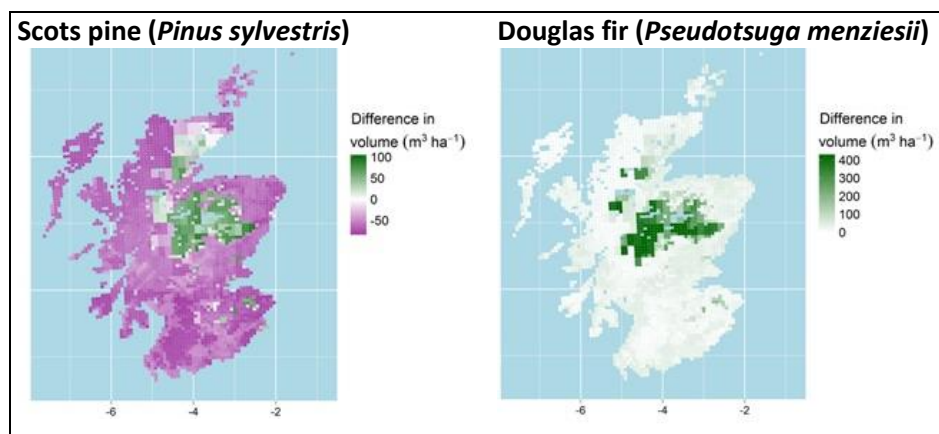 Scots pine (Pinus sylvestris)
Difference in
volume (m³ ha⁻¹)
100
50
0
-50
-6
-4
-2
Douglas fir (Pseudotsuga menziesii)
Difference in
volume (m³ ha⁻¹)
400
300
200
100
0
-6
-4
-2